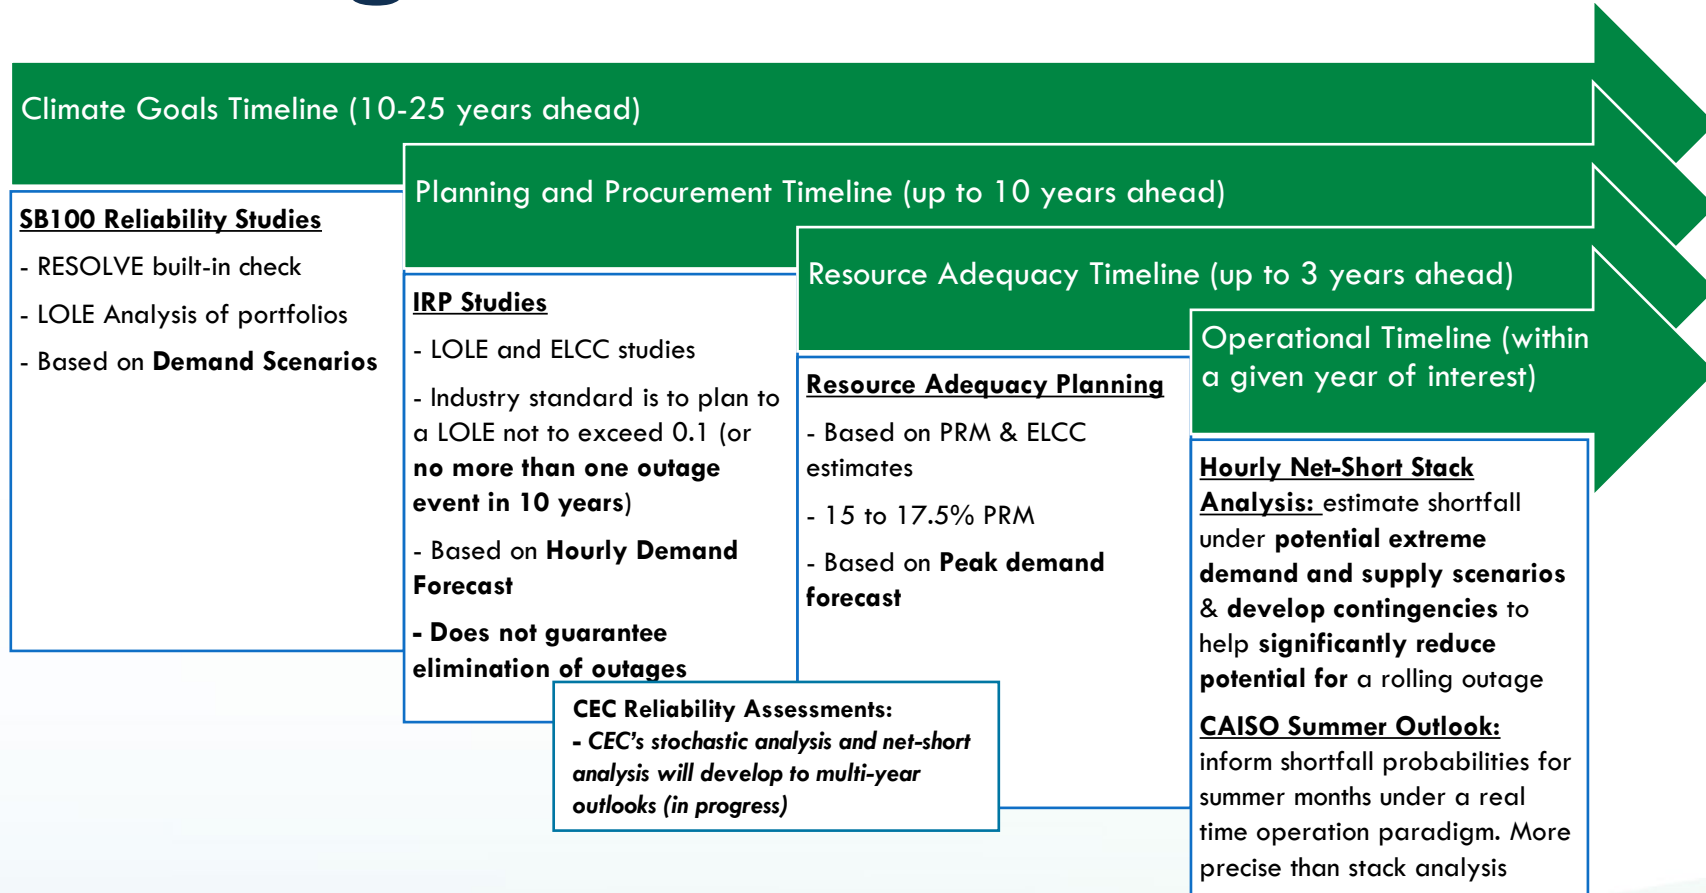 Climate Goals Timeline (10-25 years ahead)
Planning and Procurement Timeline (up to 10 years ahead)
Resource Adequacy Timeline (up to 3 years ahead)
Operational Timeline (within
a given year of interest)
SB100 Reliability Studies
- RESOLVE built-in check
- LOLE Analysis of portfolios
- Based on Demand Scenarios
IRP Studies
- LOLE and ELCC studies
- Industry standard is to plan to
a LOLE not to exceed 0.1 (or
no more than one outage
event in 10 years)
- Based on Hourly Demand
Forecast
- Does not guarantee
elimination of outages
CEC Reliability Assessments:
- CEC's stochastic analysis and net-short
analysis will develop to multi-year
outlooks (in progress)
Resource Adequacy Planning
- Based on PRM & ELCC
estimates
- 15 to 17.5% PRM
- Based on Peak demand
forecast
Hourly Net-Short Stack
Analysis: estimate shortfall
under potential extreme
demand and supply scenarios
& develop contingencies to
help significantly reduce
potential for a rolling outage
CAISO Summer Outlook:
inform shortfall probabilities for
summer months under a real
time operation paradigm. More
precise than stack analysis